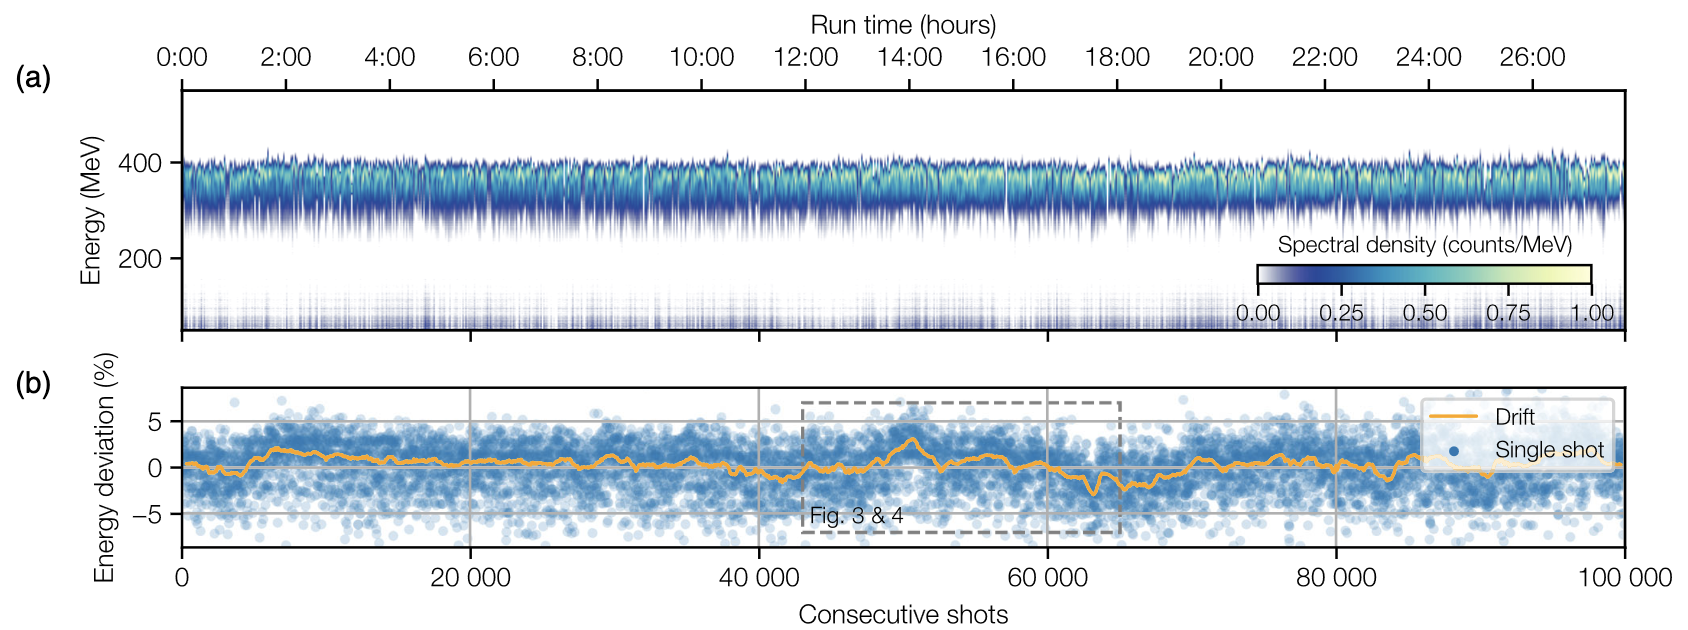 Run time (hours)
0:00 2:00 4:00 6:00 8:00 10:00 12:00 14:00 16:00 18:00 20:00 22:00 24:00 26:00
(a)
Energy (MeV)
400
200
Spectral density (counts/MeV)
0.00 0.25 0.50 0.75 1.00
(b)
Energy deviation (%)
5
0
−5
Drift
Single shot
Fig. 3 & 4
0 20 000 40 000 60 000 80 000 100 000
Consecutive shots